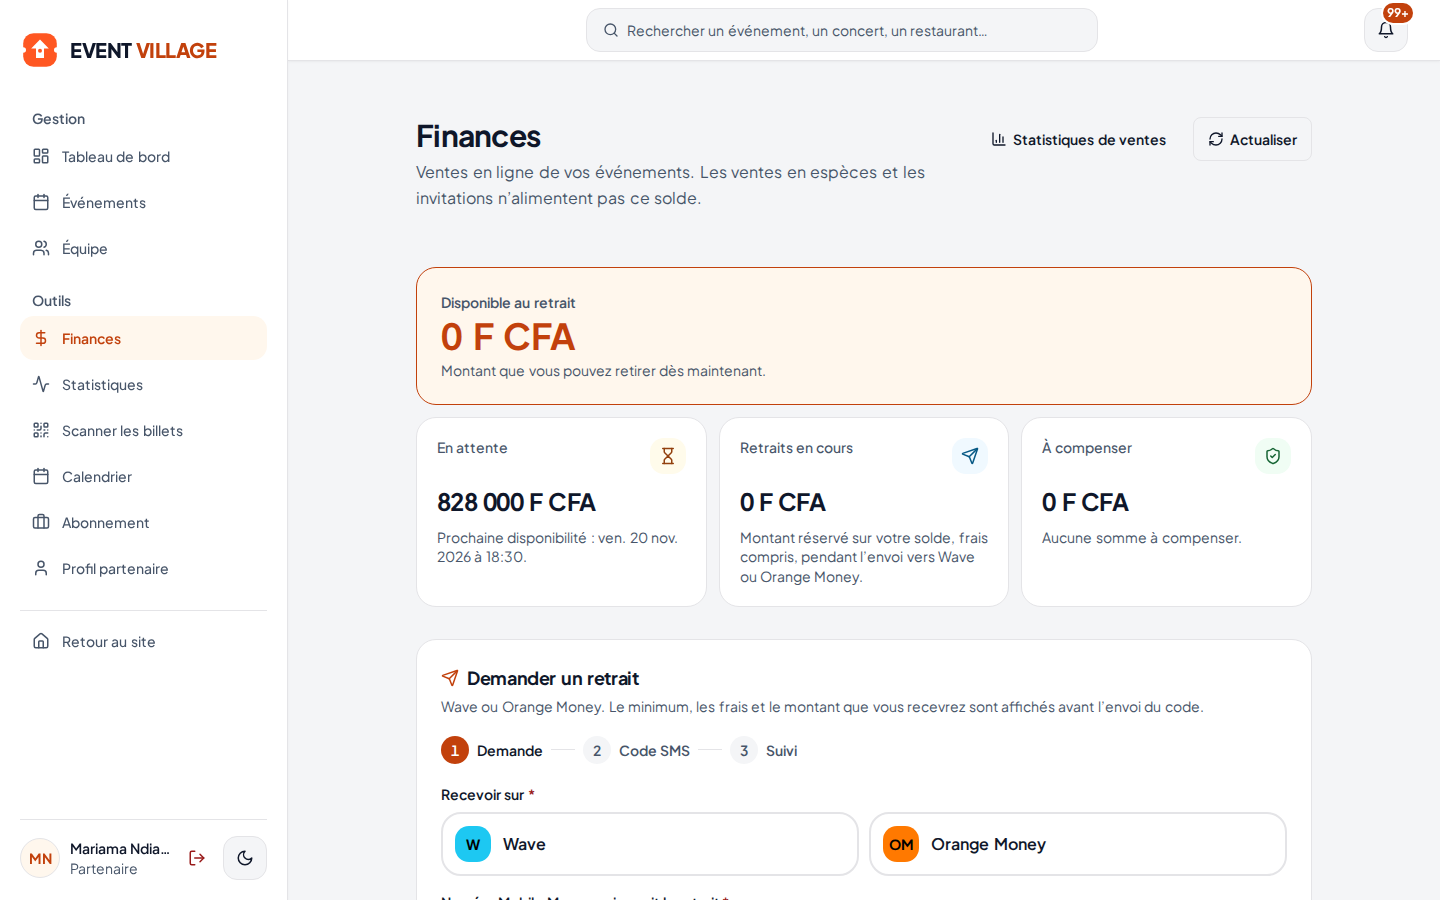 EVENT VILLAGE
Rechercher un événement, un concert, un restaurant…
99+
Gestion
Tableau de bord
Événements
Équipe
Outils
Finances
Statistiques
Scanner les billets
Calendrier
Abonnement
Profil partenaire
Retour au site
MN
Mariama Ndia…
Partenaire
Finances
Ventes en ligne de vos événements. Les ventes en espèces et les
invitations n’alimentent pas ce solde.
Statistiques de ventes
Actualiser
Disponible au retrait
0 F CFA
Montant que vous pouvez retirer dès maintenant.
En attente
828 000 F CFA
Prochaine disponibilité : ven. 20 nov.
2026 à 18:30.
Retraits en cours
0 F CFA
Montant réservé sur votre solde, frais
compris, pendant l’envoi vers Wave
ou Orange Money.
À compenser
0 F CFA
Aucune somme à compenser.
Demander un retrait
Wave ou Orange Money. Le minimum, les frais et le montant que vous recevrez sont affichés avant l’envoi du code.
1 Demande
2 Code SMS
3 Suivi
Recevoir sur *
W Wave
OM Orange Money